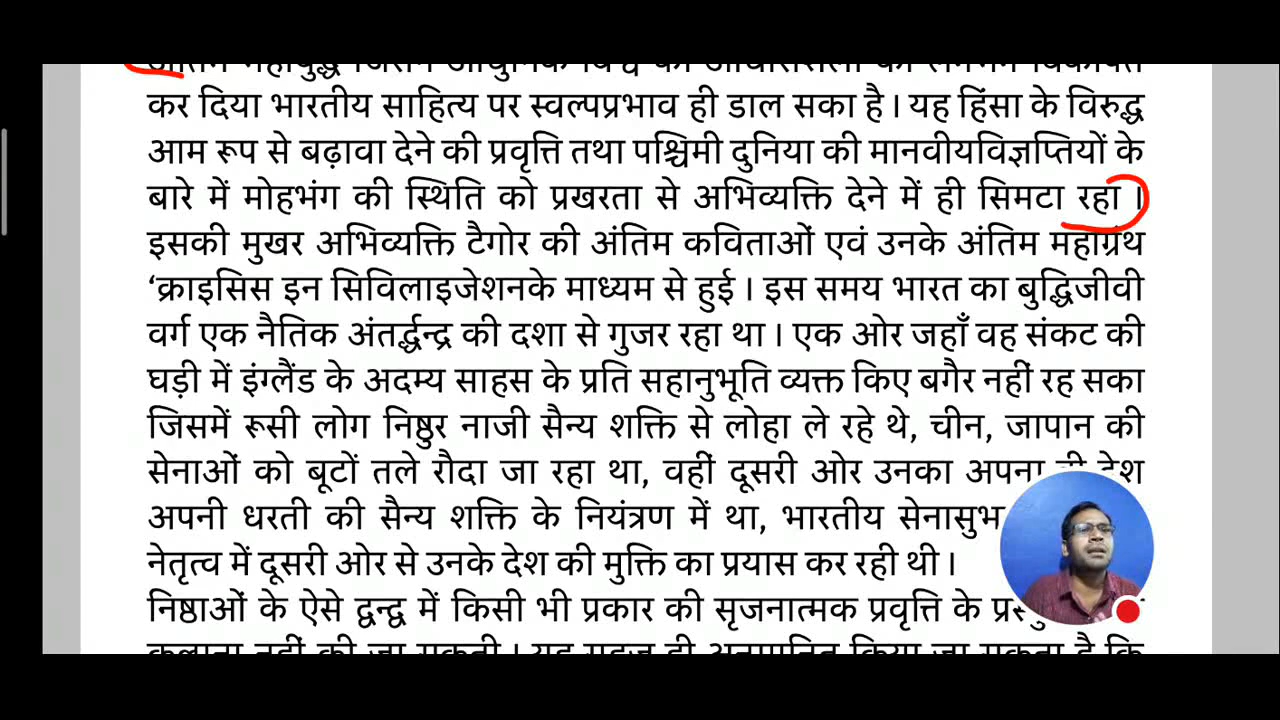 कर दिया भारतीय साहित्य पर स्वल्पप्रभाव ही डाल सका है । यह हिंसा के विरुद्ध
आम रूप से बढ़ावा देने की प्रवृत्ति तथा पश्चिमी दुनिया की मानवीयविज्ञप्तियों के
बारे में मोहभंग की स्थिति को प्रखरता से अभिव्यक्ति देने में ही सिमटा रहा ।
इसकी मुखर अभिव्यक्ति टैगोर की अंतिम कविताओं एवं उनके अंतिम महाग्रंथ
‘क्राइसिस इन सिविलाइजेशनके माध्यम से हुई । इस समय भारत का बुद्धिजीवी
वर्ग एक नैतिक अंतर्द्धन्द्र की दशा से गुजर रहा था । एक ओर जहाँ वह संकट की
घड़ी में इंग्लैंड के अदम्य साहस के प्रति सहानुभूति व्यक्त किए बगैर नहीं रह सका
जिसमें रूसी लोग निष्ठुर नाजी सैन्य शक्ति से लोहा ले रहे थे, चीन, जापान की
सेनाओं को बूटों तले रौदा जा रहा था, वहीं दूसरी ओर उनका अपना देश
अपनी धरती की सैन्य शक्ति के नियंत्रण में था, भारतीय सेनासुभ
नेतृत्व में दूसरी ओर से उनके देश की मुक्ति का प्रयास कर रही थी ।
निष्ठाओं के ऐसे द्वन्द्व में किसी भी प्रकार की सृजनात्मक प्रवृत्ति के